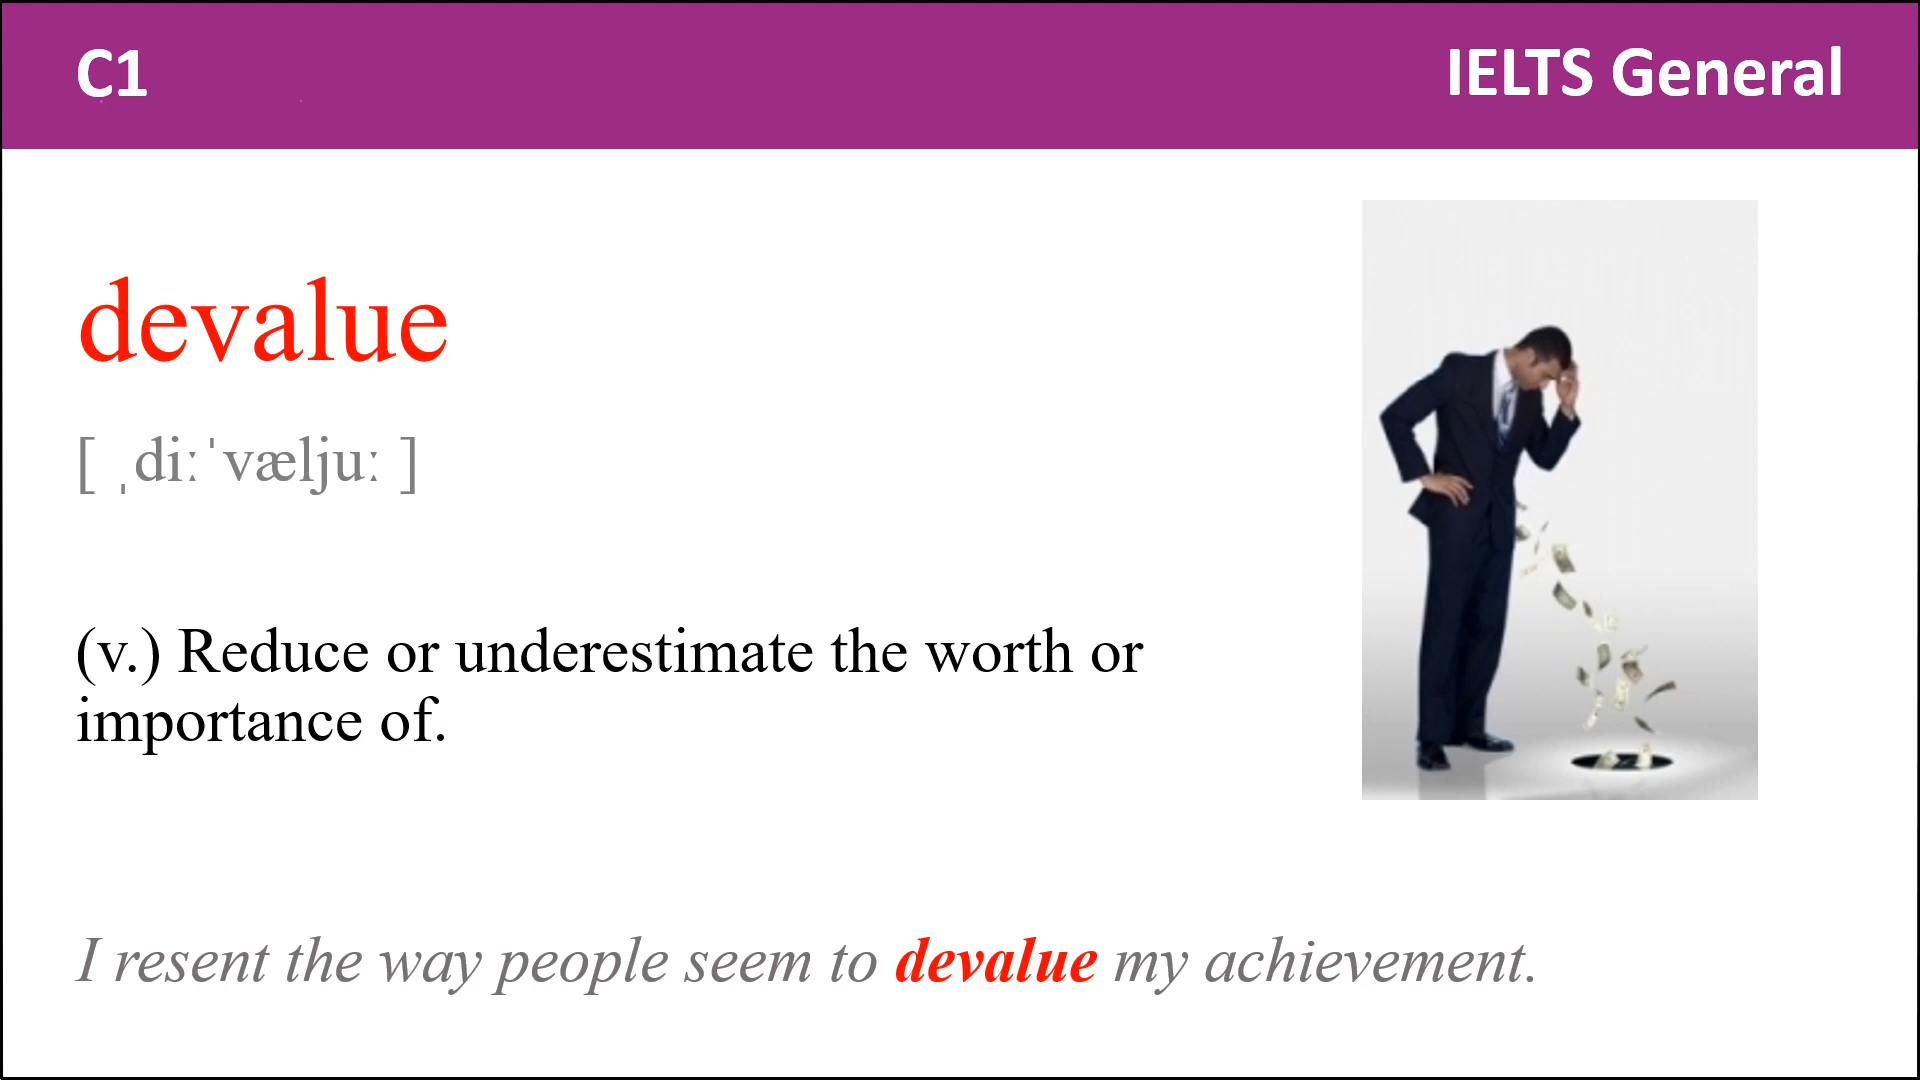 C1
IELTS General
devalue
[ ˌdiːˈvæljuː ]
(v.) Reduce or underestimate the worth or
importance of.
I resent the way people seem to devalue my achievement.